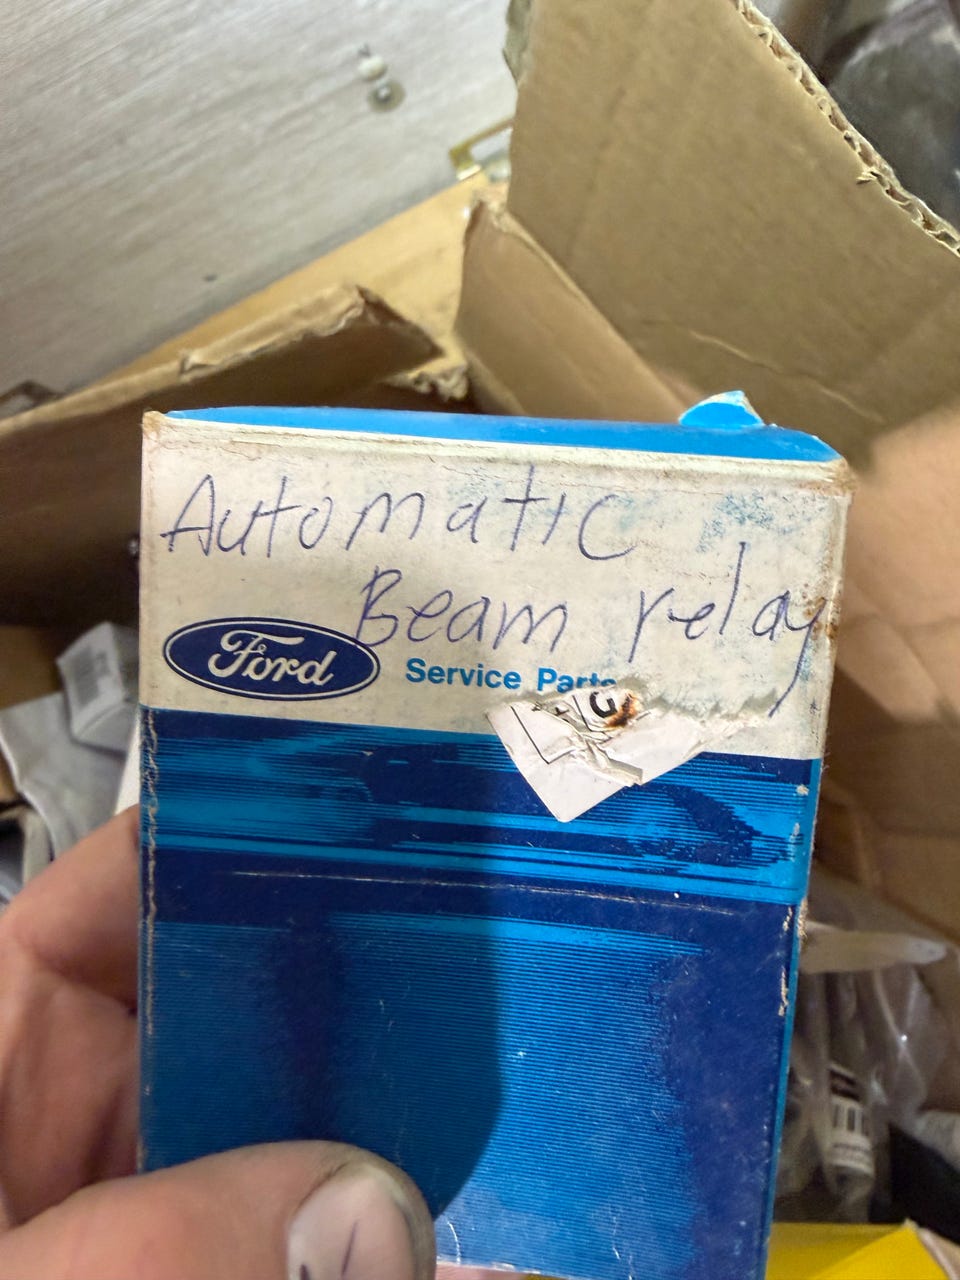 Automatic
Beam relay
Ford Service Parts